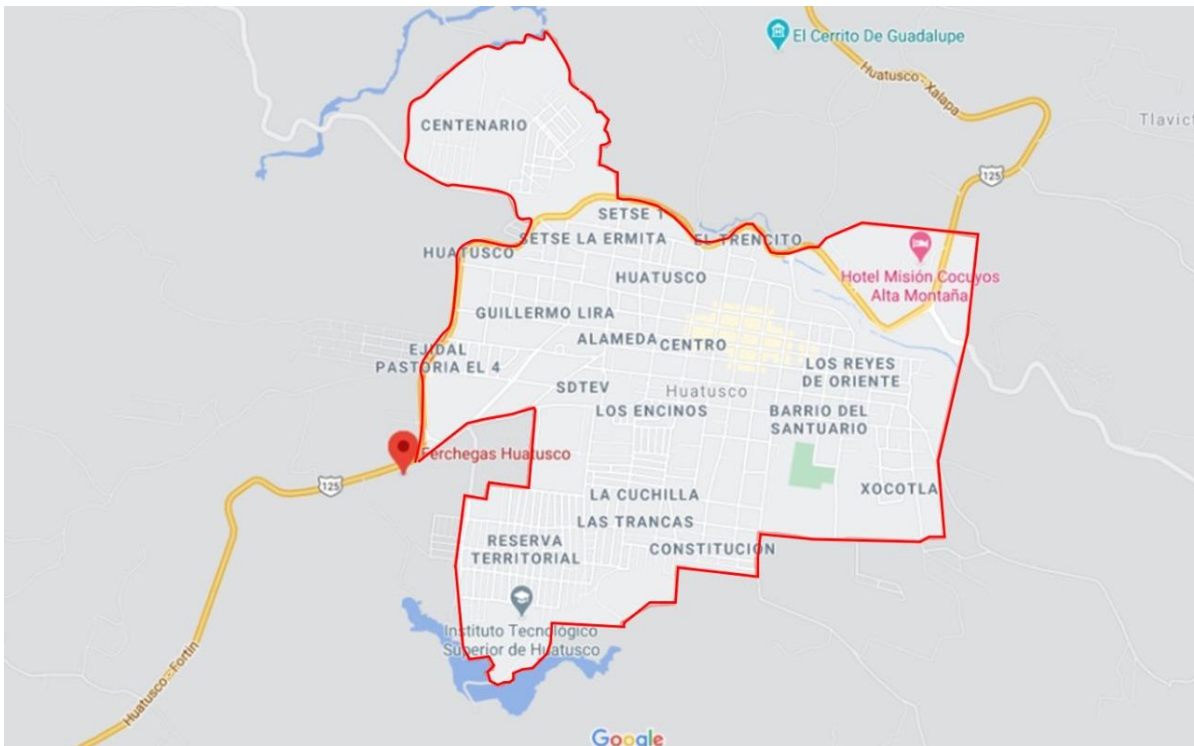 El Cerrito De Guadalupe
Huatusco - Xalapa
CENTENARIO
125
SETSE 1
SETSE LA ERMITA
EL TRENCITO
HUATUSCO
HUATUSCO
Hotel Misión Cocuyos
Alta Montaña
GUILLERMO LIRA
ALAMEDA
CENTRO
EJIDAL
PASTORIA EL 4
LOS REYES
DE ORIENTE
SDTEV
Huatusco
LOS ENCINOS
BARRIO DEL
SANTUARIO
Ferchegas Huatusco
125
LA CUCHILLA
XOCOTLA
LAS TRANCAS
RESERVA
TERRITORIAL
CONSTITUCIÓN
Instituto Tecnológico
Superior de Huatusco
Huatusco - Fortín
Google